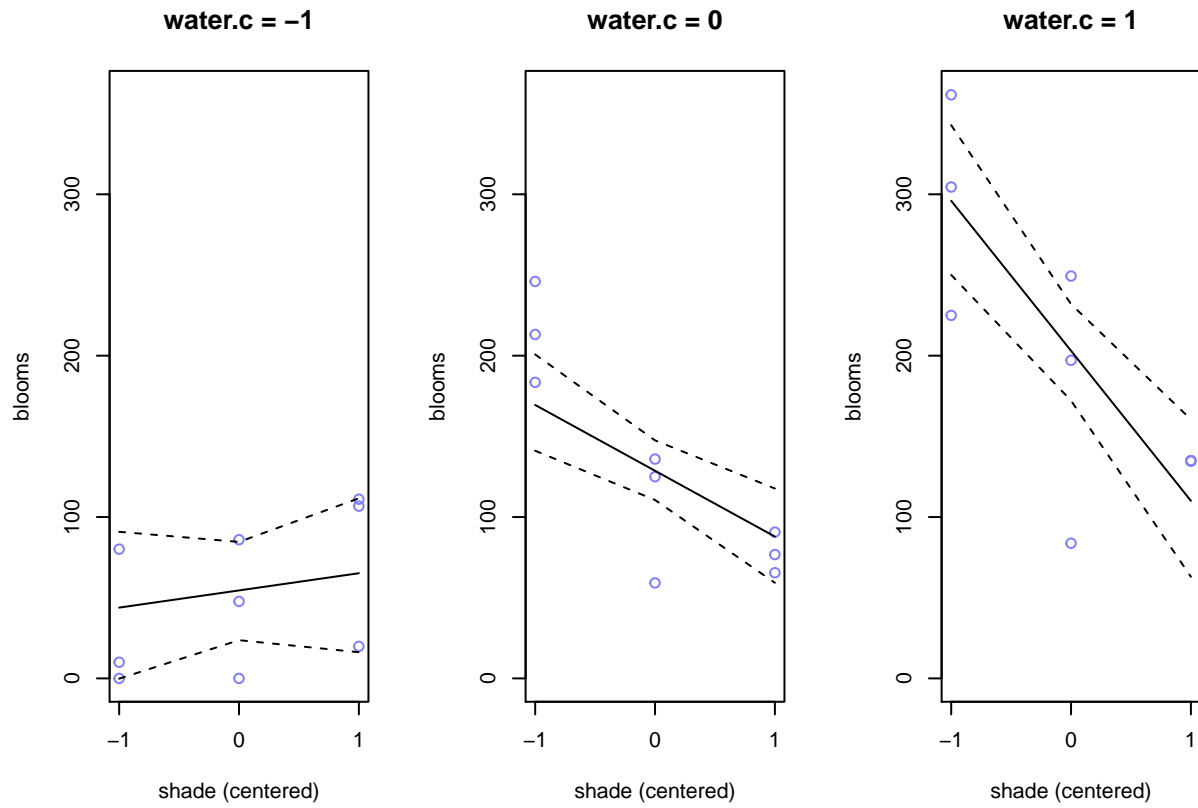 water.c = −1
water.c = 0
water.c = 1
300
200
100
0
blooms
−1 0 1
shade (centered)
300
200
100
0
blooms
−1 0 1
shade (centered)
300
200
100
0
blooms
−1 0 1
shade (centered)